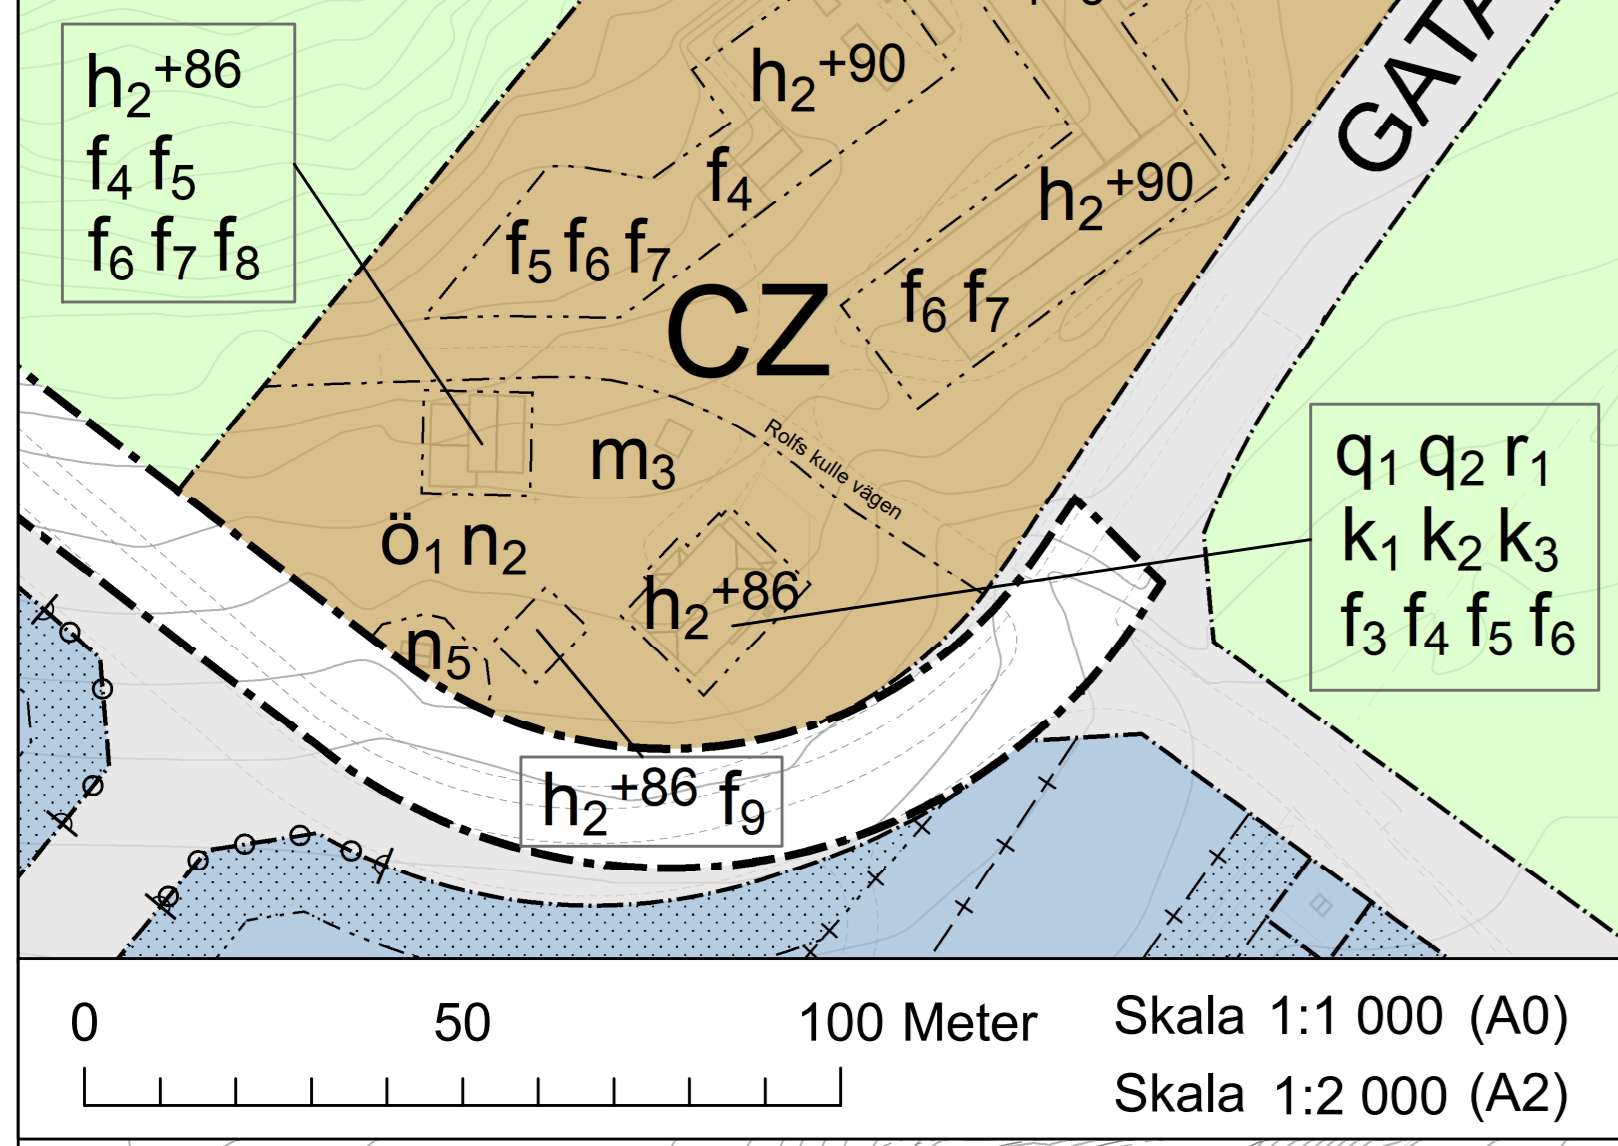 h2+86
f4 f5
f6 f7 f8
h2+90
f4
h2+90
f5 f6 f7
f6 f7
CZ
GATA
Rolfs kulle vägen
m3
q1 q2 r1
k1 k2 k3
f3 f4 f5 f6
ö1 n2
h2+86
n5
h2+86 f9
0 50 100 Meter
Skala 1:1 000 (A0)
Skala 1:2 000 (A2)